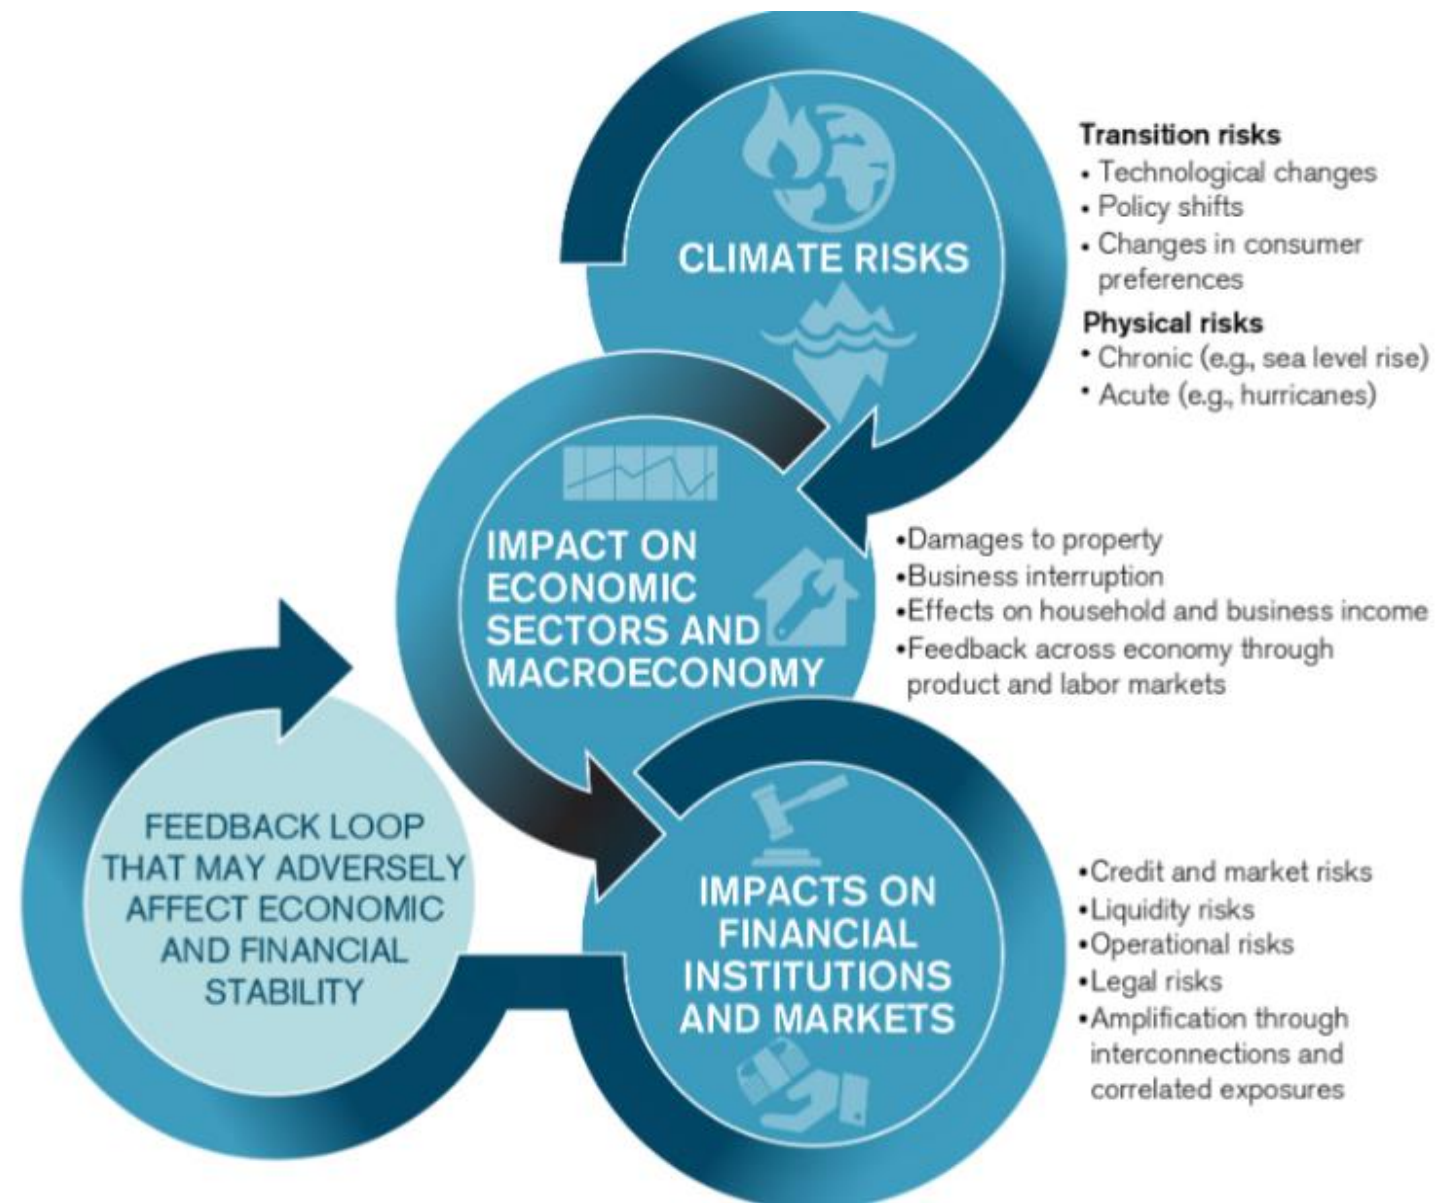 CLIMATE RISKS
Transition risks
• Technological changes
• Policy shifts
• Changes in consumer
preferences
Physical risks
• Chronic (e.g., sea level rise)
• Acute (e.g., hurricanes)
IMPACT ON
ECONOMIC
SECTORS AND
MACROECONOMY
•Damages to property
•Business interruption
•Effects on household and business income
•Feedback across economy through
product and labor markets
FEEDBACK LOOP
THAT MAY ADVERSELY
AFFECT ECONOMIC
AND FINANCIAL
STABILITY
IMPACTS ON
FINANCIAL
INSTITUTIONS
AND MARKETS
•Credit and market risks
•Liquidity risks
•Operational risks
•Legal risks
•Amplification through
interconnections and
correlated exposures